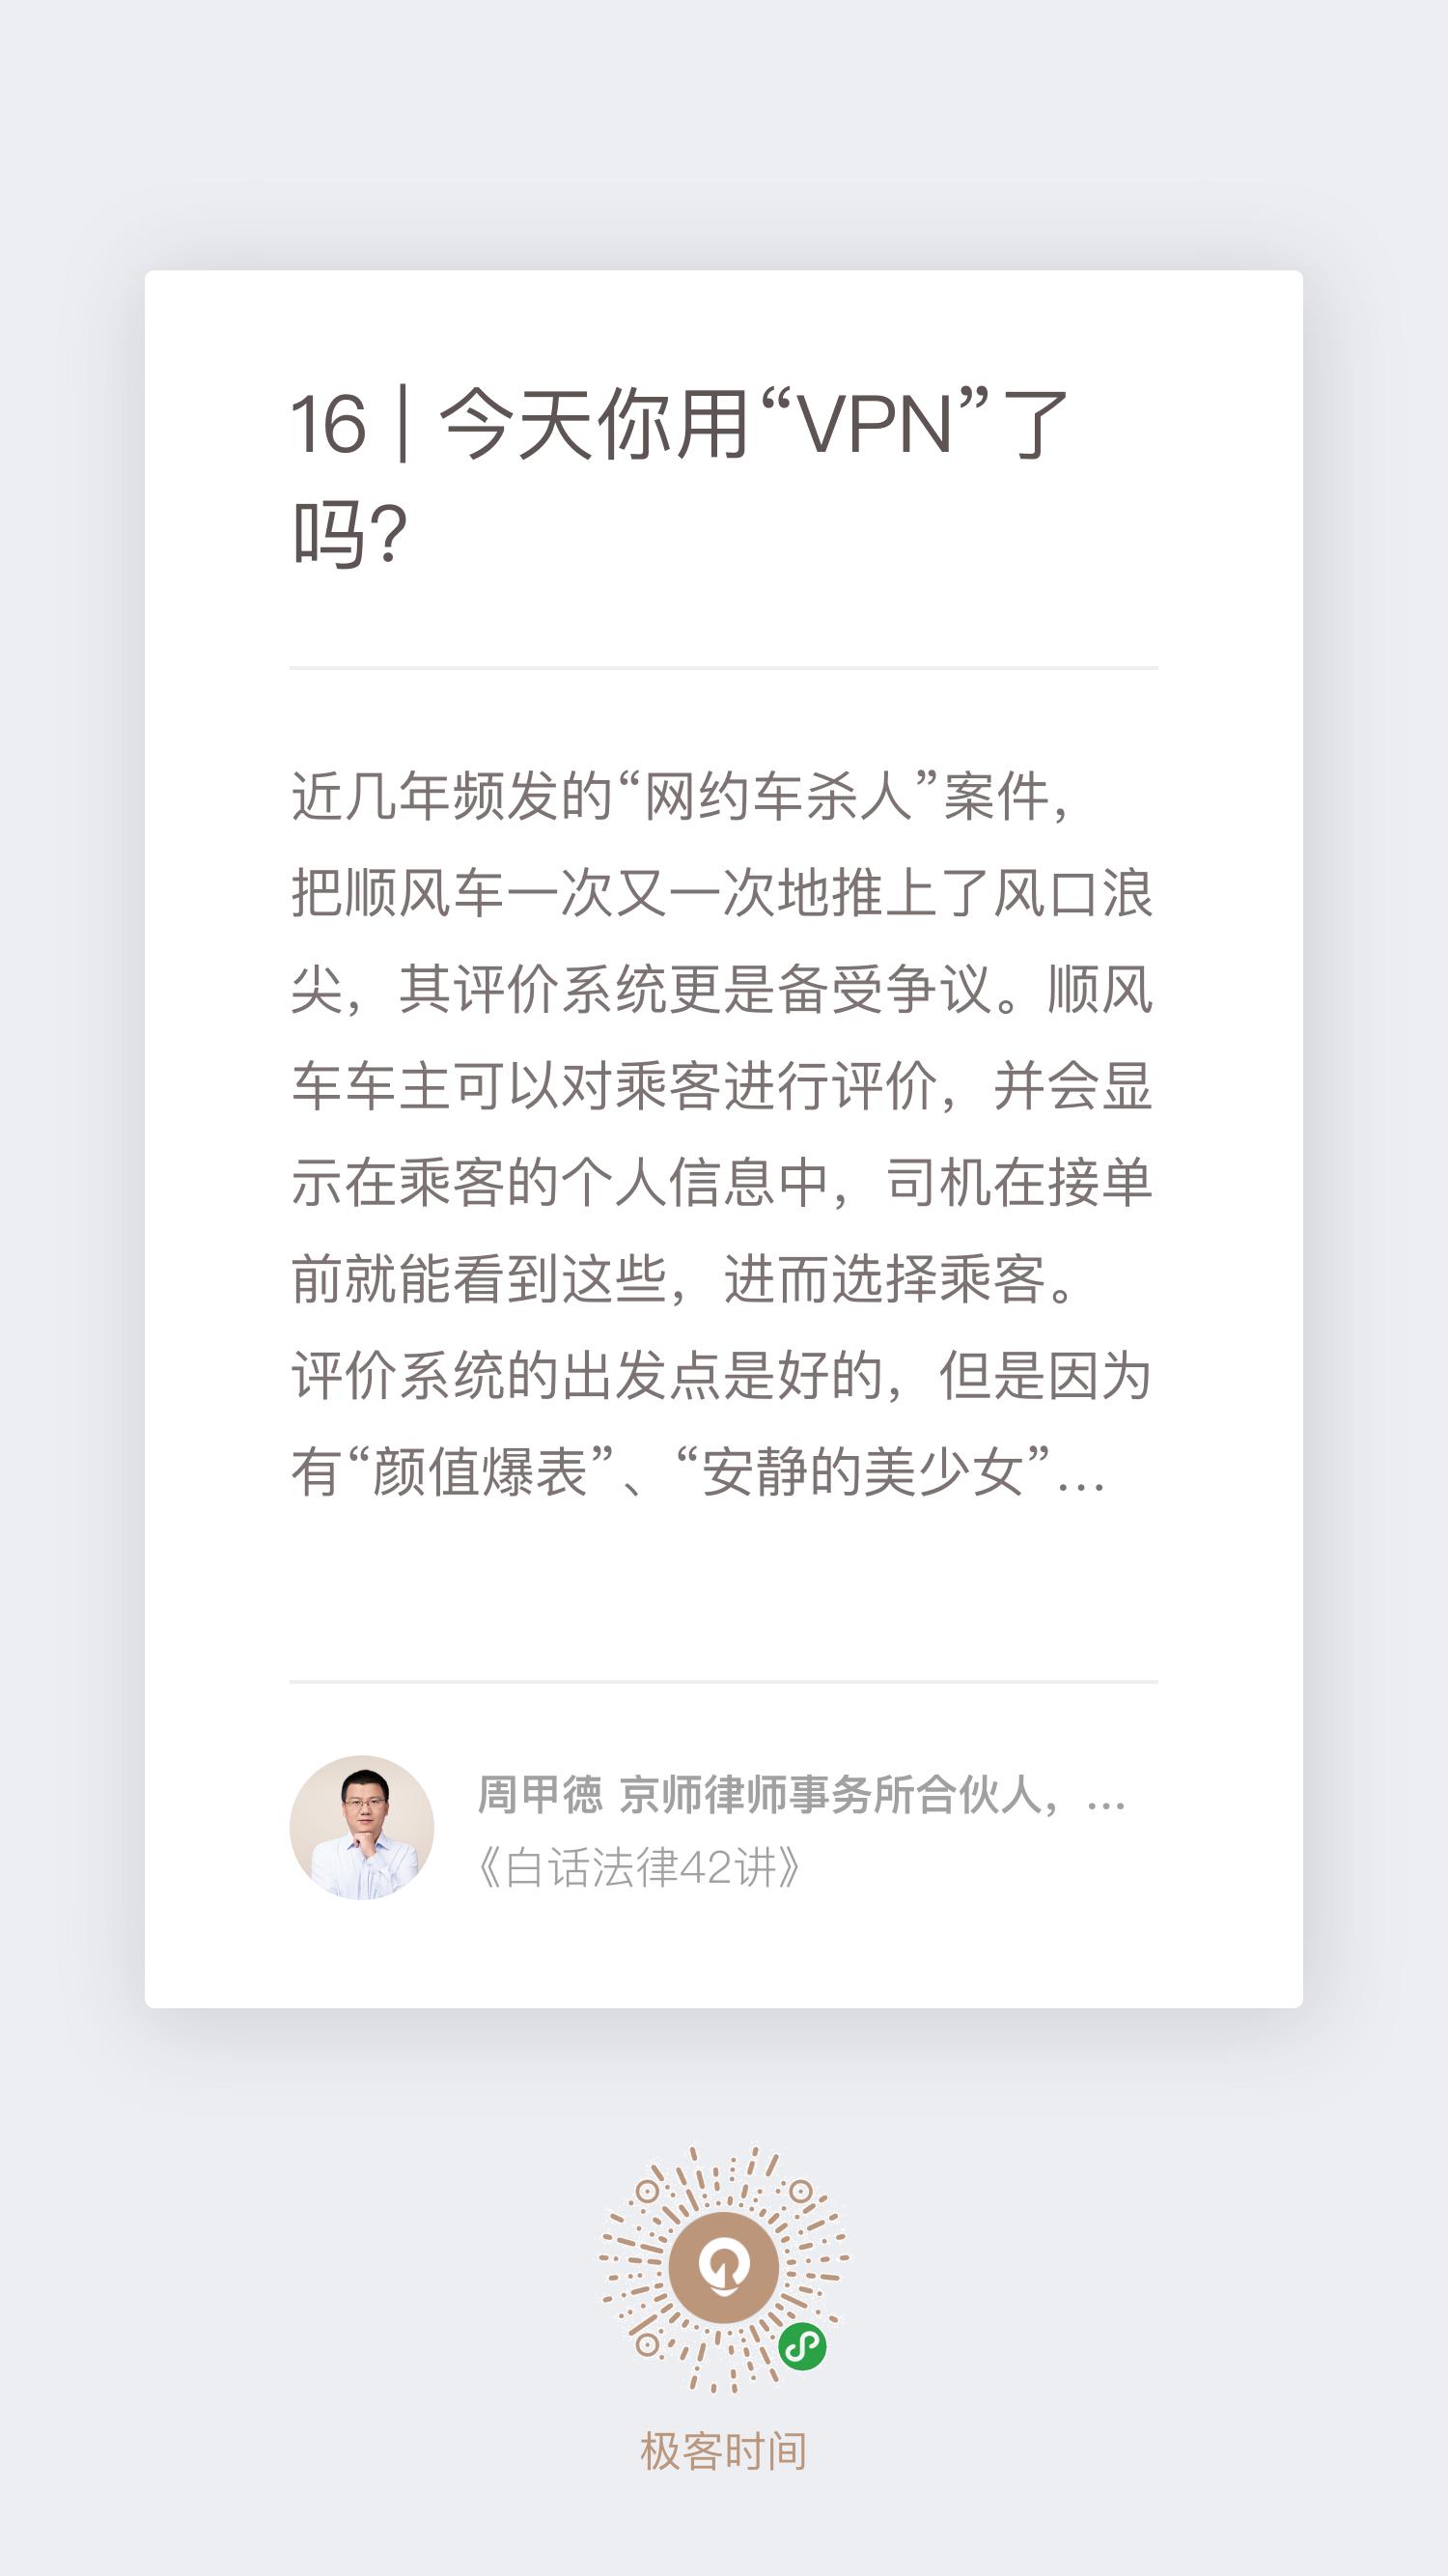 16 | 今天你用“VPN”了
吗?
近几年频发的“网约车杀人”案件，
把顺风车一次又一次地推上了风口浪
尖，其评价系统更是备受争议。顺风
车车主可以对乘客进行评价，并会显
示在乘客的个人信息中，司机在接单
前就能看到这些，进而选择乘客。
评价系统的出发点是好的，但是因为
有“颜值爆表”、“安静的美少女”…
周甲德 京师律师事务所合伙人，…
《白话法律42讲》
极客时间